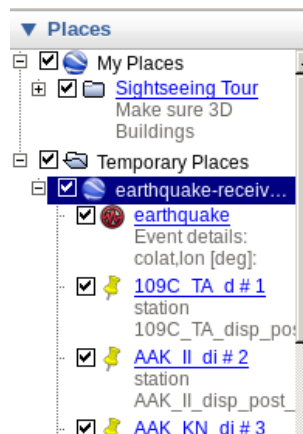 Places
My Places
Sightseeing Tour
Make sure 3D
Buildings
Temporary Places
earthquake-receiv...
earthquake
Event details:
colat,lon [deg]:
109C_TA_d # 1
station
109C_TA_disp_pos
AAK_II_di # 2
station
AAK_II_disp_post_
AAK_KN_di # 3